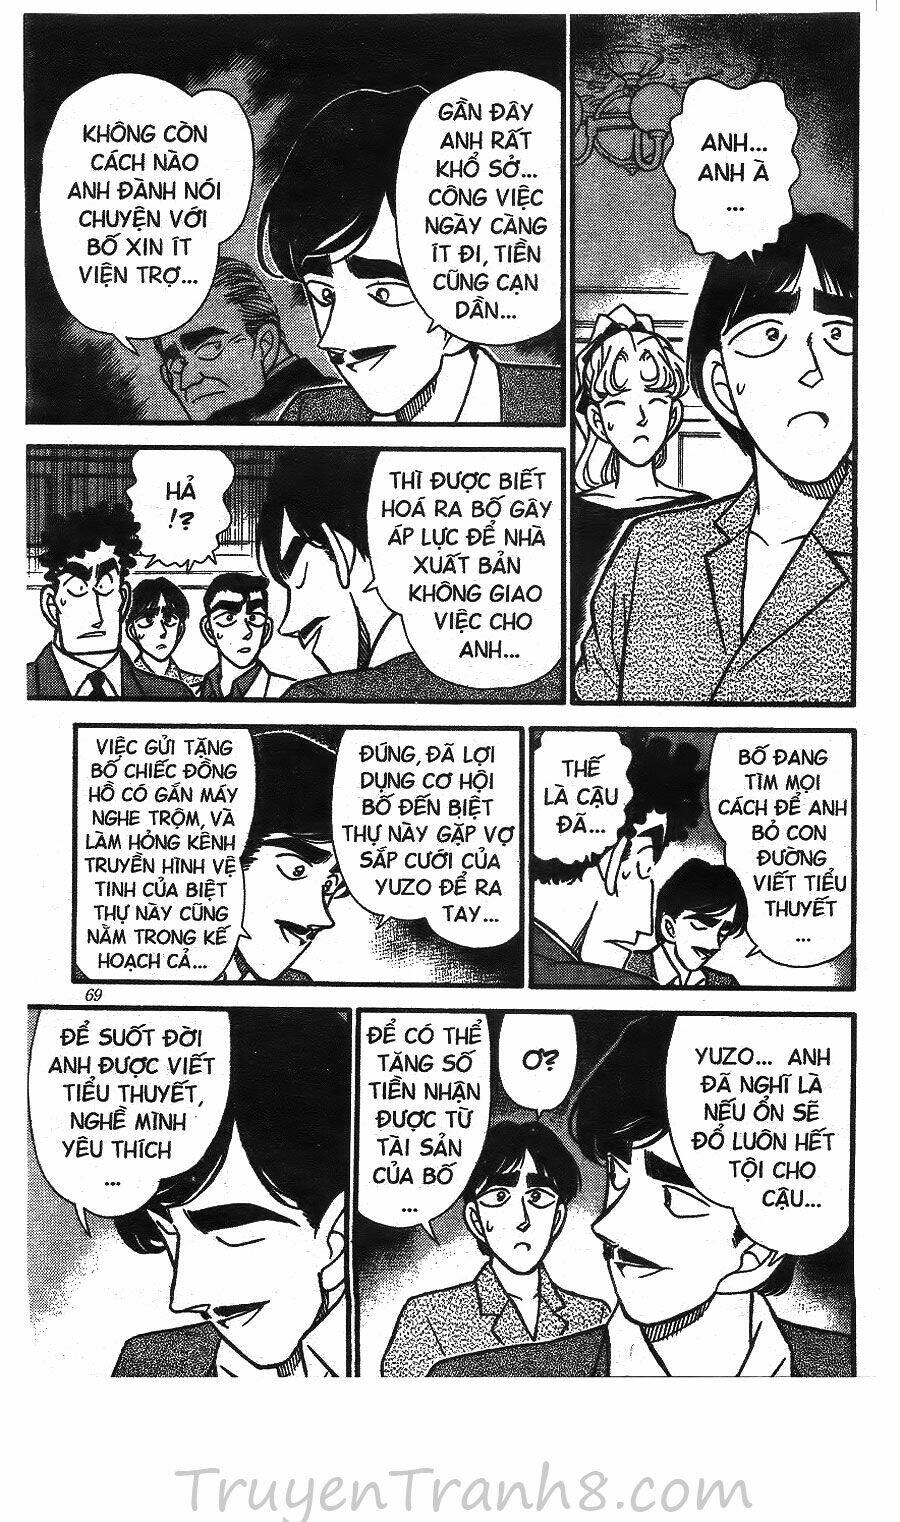 ANH...
ANH À
...
GẦN ĐÂY
ANH RẤT
KHỔ SỞ...
CÔNG VIỆC
NGÀY CÀNG
ÍT ĐI, TIỀN
CŨNG CẠN
DẦN...
KHÔNG CÒN
CÁCH NÀO
ANH ĐÀNH NÓI
CHUYỆN VỚI
BỐ XIN ÍT
VIỆN TRỢ...
THÌ ĐƯỢC BIẾT
HOÁ RA BỐ GÂY
ÁP LỰC ĐỂ NHÀ
XUẤT BẢN
KHÔNG GIAO
VIỆC CHO
ANH...
HẢ
!?
BỐ ĐANG
TÌM MỌI
CÁCH ĐỂ ANH
BỎ CON
ĐƯỜNG
VIẾT TIỂU
THUYẾT
...
THẾ
LÀ CẬU
ĐÃ...
ĐÚNG, ĐÃ LỢI
DỤNG CƠ HỘI
BỐ ĐẾN BIỆT
THỰ NÀY GẶP VỢ
SẮP CƯỚI CỦA
YUZO ĐỂ RA
TAY...
VIỆC GỬI TẶNG
BỐ CHIẾC ĐỒNG
HỒ CÓ GẮN MÁY
NGHE TRỘM, VÀ
LÀM HỎNG KÊNH
TRUYỀN HÌNH VỆ
TINH CỦA BIỆT
THỰ NÀY CŨNG
NẰM TRONG KẾ
HOẠCH CẢ...
69
YUZO... ANH
ĐÃ NGHĨ LÀ
NẾU ỔN SẼ
ĐỔ LUÔN HẾT
TỘI CHO
CẬU...
Ơ?
ĐỂ CÓ THỂ
TĂNG SỐ
TIỀN NHẬN
ĐƯỢC TỪ
TÀI SẢN
CỦA BỐ
...
ĐỂ SUỐT ĐỜI
ANH ĐƯỢC VIẾT
TIỂU THUYẾT,
NGHỀ MÌNH
YÊU THÍCH
...
TruyenTranh8.com